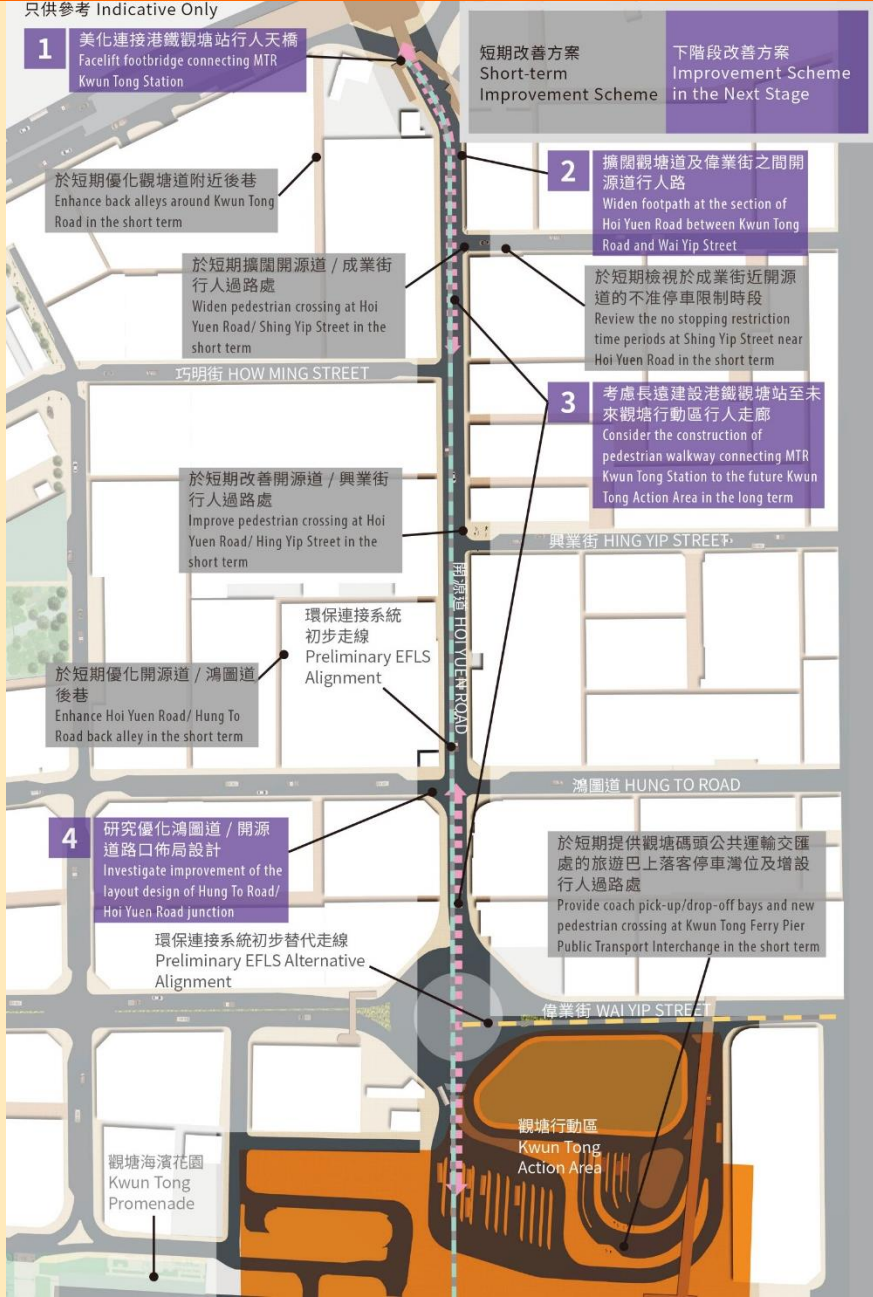 只供參考 Indicative Only
1
美化連接港鐵觀塘站行人天橋
Facelift footbridge connecting MTR
Kwun Tong Station
短期改善方案
Short-term
Improvement Scheme
下階段改善方案
Improvement Scheme
in the Next Stage
2
擴闊觀塘道及偉業街之間開
源道行人路
Widen footpath at the section of
Hoi Yuen Road between Kwun Tong
Road and Wai Yip Street
於短期優化觀塘道附近後巷
Enhance back alleys around Kwun Tong
Road in the short term
於短期擴闊開源道 / 成業街
行人過路處
Widen pedestrian crossing at Hoi
Yuen Road/ Shing Yip Street in the
short term
於短期檢視於成業街近開源
道的不准停車限制時段
Review the no stopping restriction
time periods at Shing Yip Street near
Hoi Yuen Road in the short term
巧明街 HOW MING STREET
3
考慮長遠建設港鐵觀塘站至未
來觀塘行動區行人走廊
Consider the construction of
pedestrian walkway connecting MTR
Kwun Tong Station to the future Kwun
Tong Action Area in the long term
於短期改善開源道 / 興業街
行人過路處
Improve pedestrian crossing at Hoi
Yuen Road/ Hing Yip Street in the
short term
興業街 HING YIP STREET
開源道 HOI YUEN ROAD
環保連接系統
初步走線
Preliminary EFLS
Alignment
於短期優化開源道 / 鴻圖道
後巷
Enhance Hoi Yuen Road/ Hung To
Road back alley in the short term
鴻圖道 HUNG TO ROAD
4
研究優化鴻圖道 / 開源
道路口佈局設計
Investigate improvement of the
layout design of Hung To Road/
Hoi Yuen Road junction
於短期提供觀塘碼頭公共運輸交匯
處的旅遊巴上落客停車灣位及增設
行人過路處
Provide coach pick-up/drop-off bays and new
pedestrian crossing at Kwun Tong Ferry Pier
Public Transport Interchange in the short term
環保連接系統初步替代走線
Preliminary EFLS Alternative
Alignment
偉業街 WAI YIP STREET
觀塘行動區
Kwun Tong
Action Area
觀塘海濱花園
Kwun Tong
Promenade